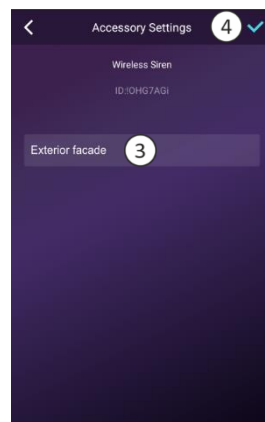 Accessory Settings 4
Wireless Siren
ID:!OHG7AGi
Exterior facade 3